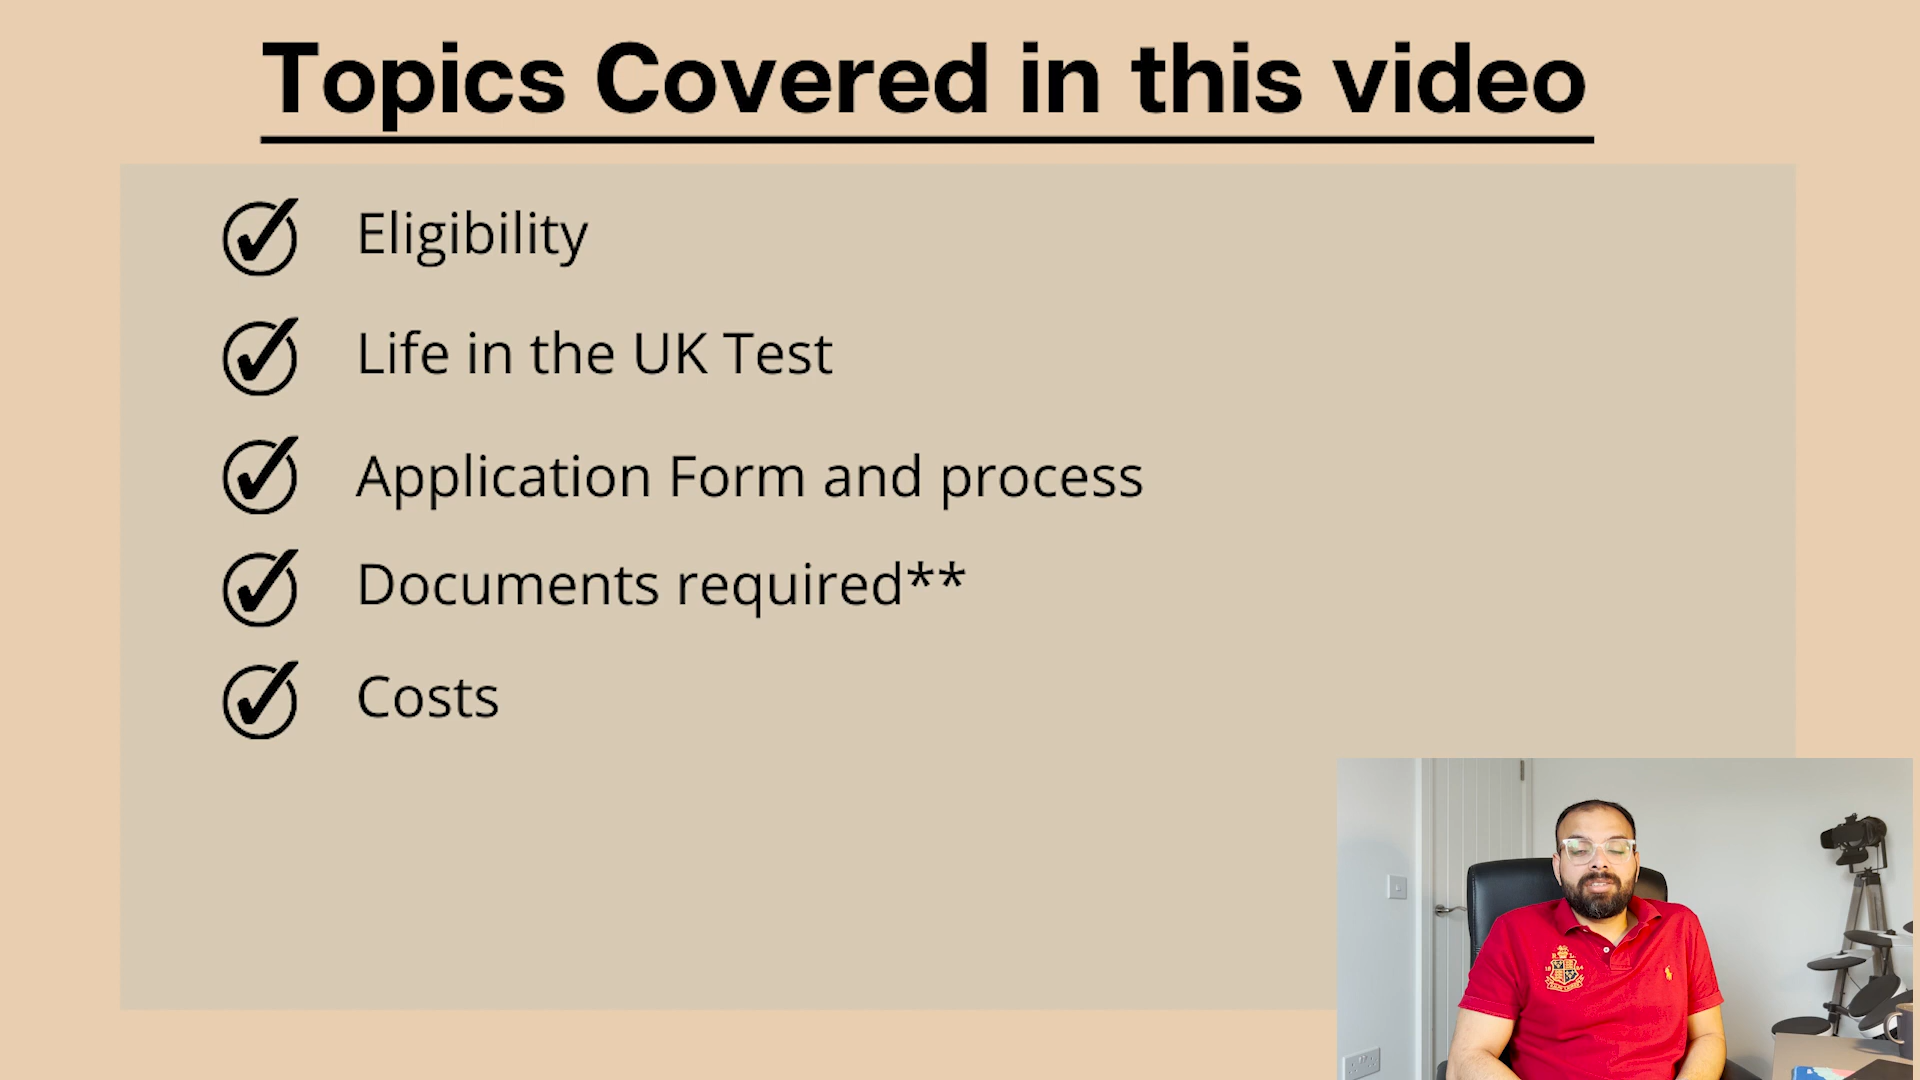 Topics Covered in this video
Eligibility
Life in the UK Test
Application Form and process
Documents required**
Costs